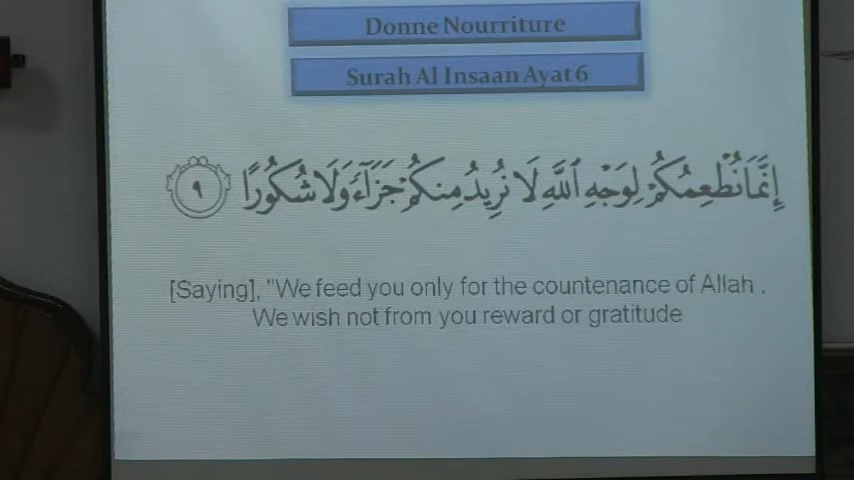 Donne Nourriture
Surah Al Insaan Ayat 6
إِنَّمَا نُطْعِمُكُمْ لِوَجْهِ ٱللَّهِ لَا نُرِيدُ مِنكُمْ جَزَآءً وَلَا شُكُورًا ٩
[Saying], "We feed you only for the countenance of Allah .
We wish not from you reward or gratitude